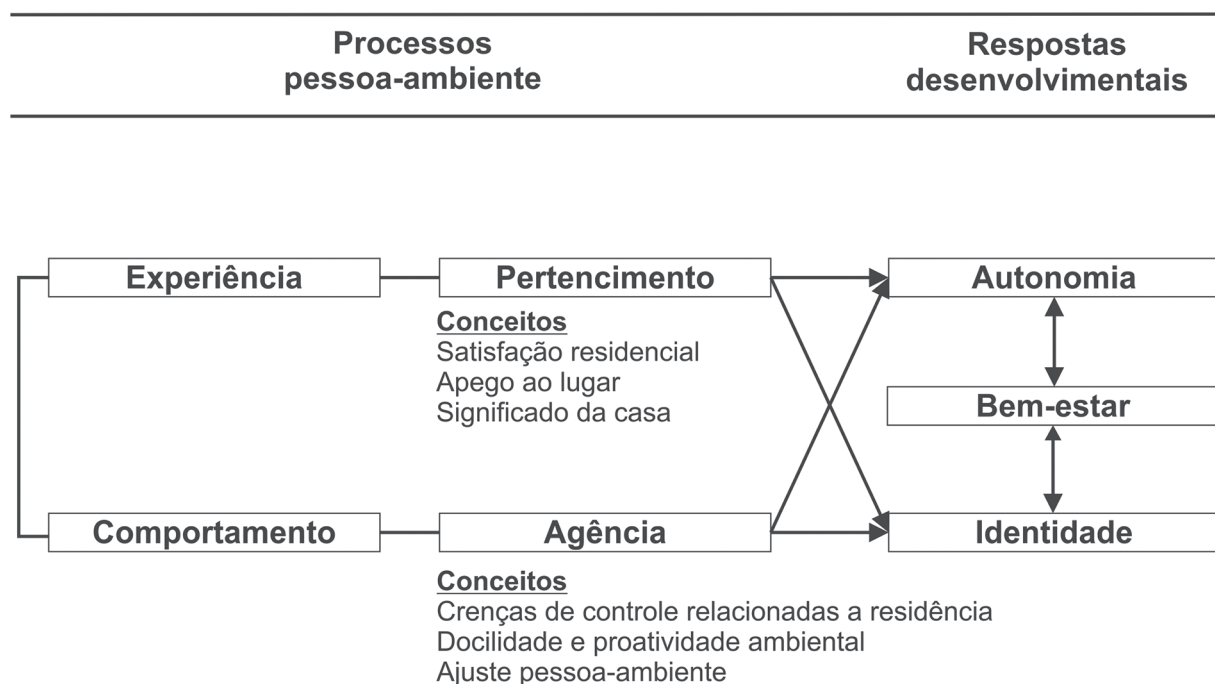 Processos
pessoa-ambiente
Respostas
desenvolvimentais
Experiência
Pertencimento
Autonomia
Conceitos
Satisfação residencial
Apego ao lugar
Significado da casa
Bem-estar
Comportamento
Agência
Identidade
Conceitos
Crenças de controle relacionadas a residência
Docilidade e proatividade ambiental
Ajuste pessoa-ambiente